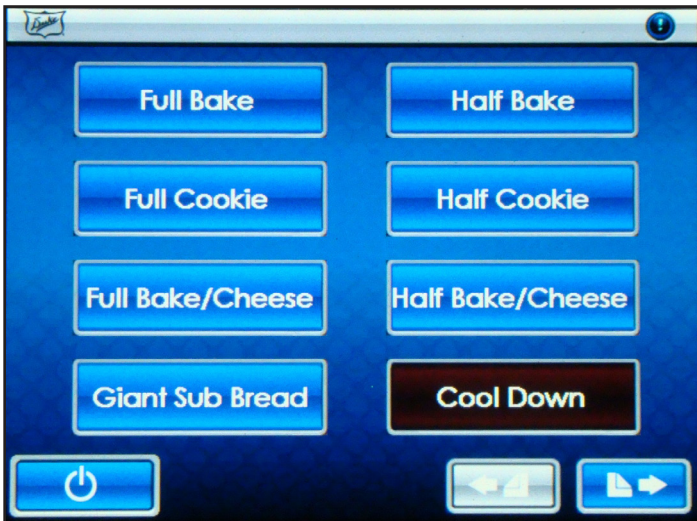 Duke
Full Bake
Half Bake
Full Cookie
Half Cookie
Full Bake/Cheese
Half Bake/Cheese
Giant Sub Bread
Cool Down